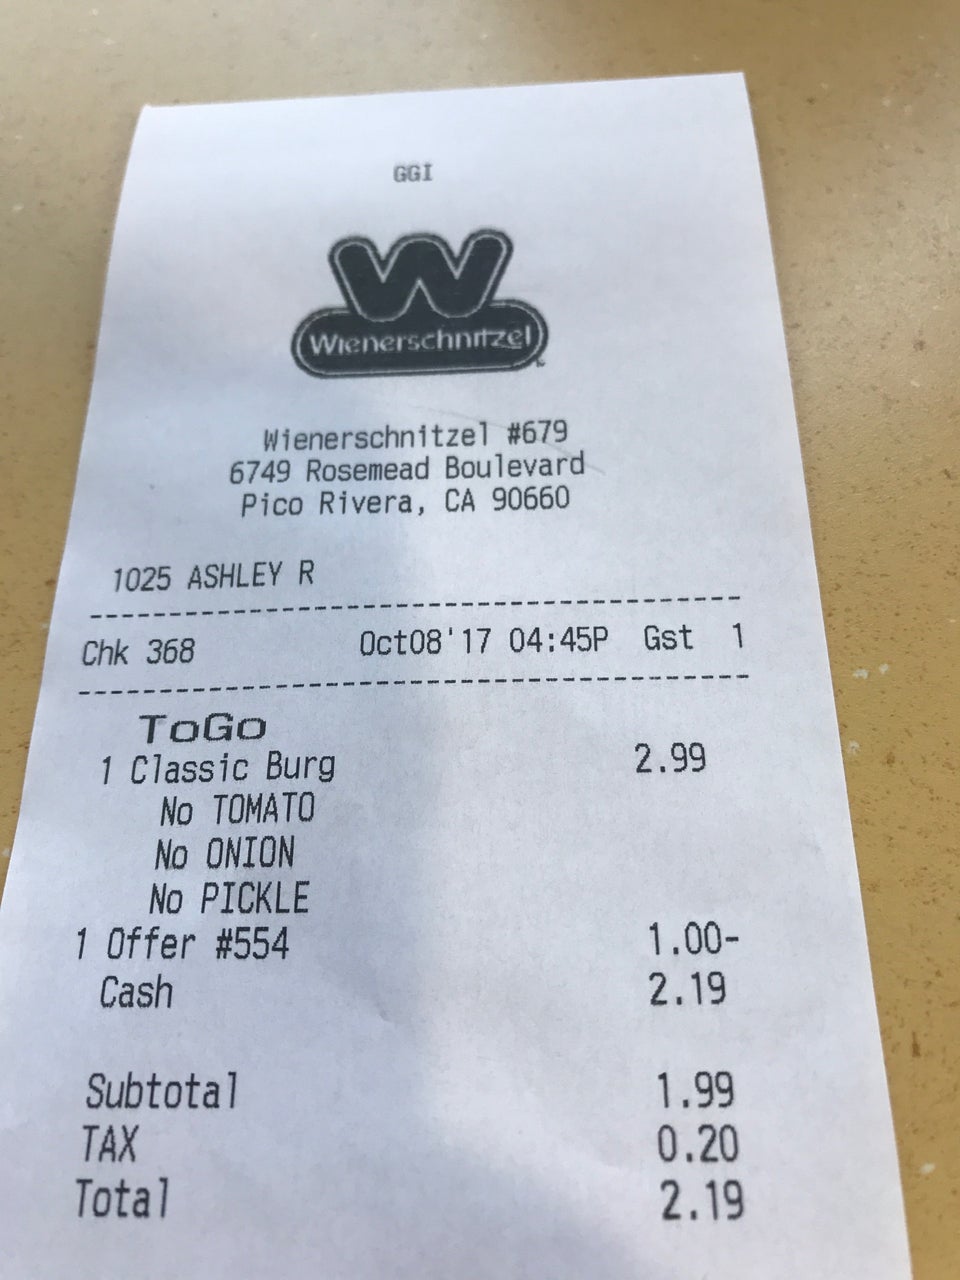 GGI
W
Wienerschnitzel
Wienerschnitzel #679
6749 Rosemead Boulevard
Pico Rivera, CA 90660
1025 ASHLEY R
Chk 368 Oct08'17 04:45P Gst 1
ToGo
1 Classic Burg 2.99
No TOMATO
No ONION
No PICKLE
1 Offer #554 1.00-
Cash 2.19
Subtotal 1.99
TAX 0.20
Total 2.19